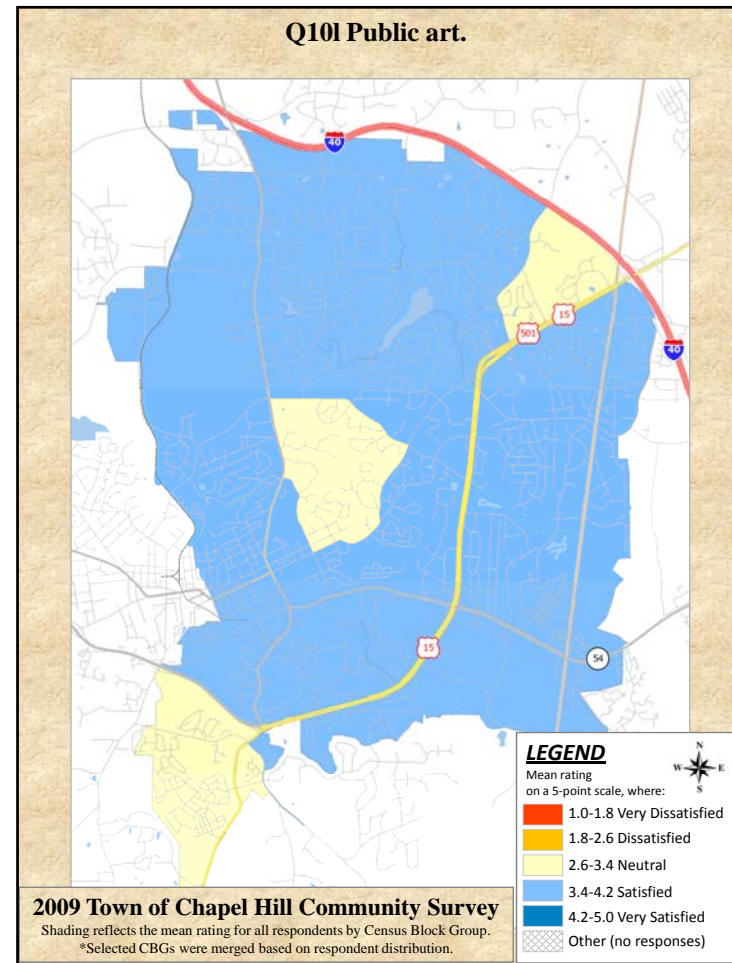 Q10l Public art.
40
15
501
40
15
54
LEGEND
N
W E
S
Mean rating
on a 5-point scale, where:
1.0-1.8 Very Dissatisfied
1.8-2.6 Dissatisfied
2.6-3.4 Neutral
3.4-4.2 Satisfied
4.2-5.0 Very Satisfied
Other (no responses)
2009 Town of Chapel Hill Community Survey
Shading reflects the mean rating for all respondents by Census Block Group.
*Selected CBGs were merged based on respondent distribution.